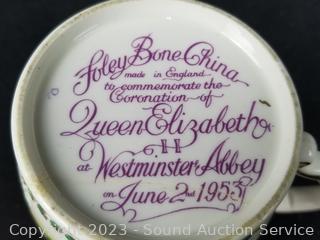 Foley Bone China
made in England
to commemorate the
Coronation of
Queen Elizabeth
II
at Westminster Abbey
on June 2nd 1953
Copyright 2023 - Sound Auction Service